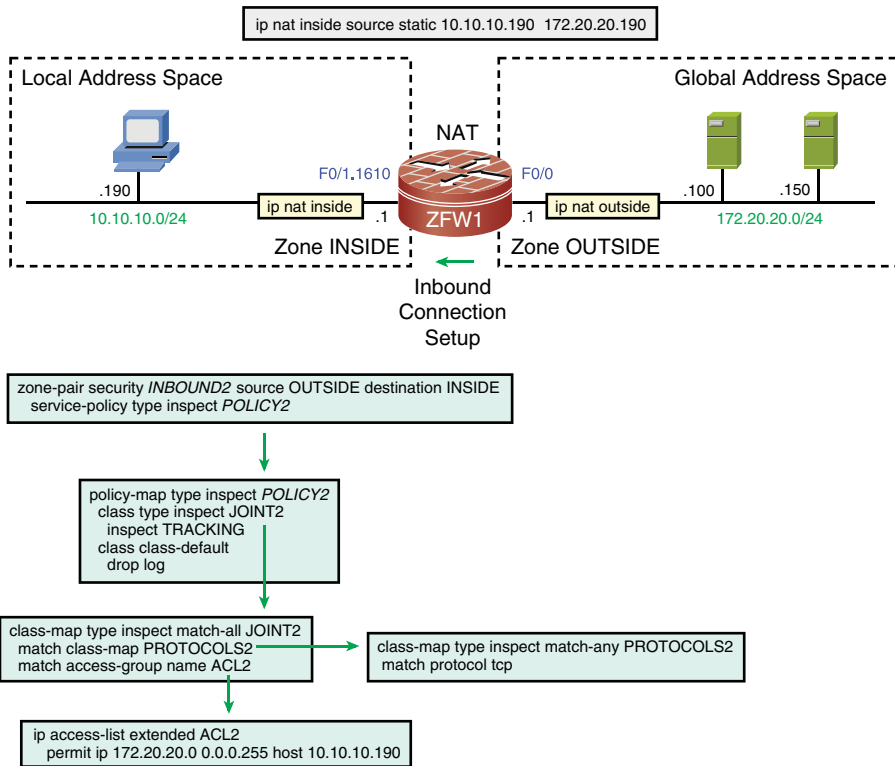 ip nat inside source static 10.10.10.190 172.20.20.190
Local Address Space
Global Address Space
NAT
F0/1.1610
F0/0
.190
ip nat inside
.1
ZFW1
.1
ip nat outside
.100
.150
10.10.10.0/24
172.20.20.0/24
Zone INSIDE
Zone OUTSIDE
Inbound
Connection
Setup
zone-pair security INBOUND2 source OUTSIDE destination INSIDE
service-policy type inspect POLICY2
policy-map type inspect POLICY2
class type inspect JOINT2
inspect TRACKING
class class-default
drop log
class-map type inspect match-all JOINT2
match class-map PROTOCOLS2
match access-group name ACL2
class-map type inspect match-any PROTOCOLS2
match protocol tcp
ip access-list extended ACL2
permit ip 172.20.20.0 0.0.0.255 host 10.10.10.190